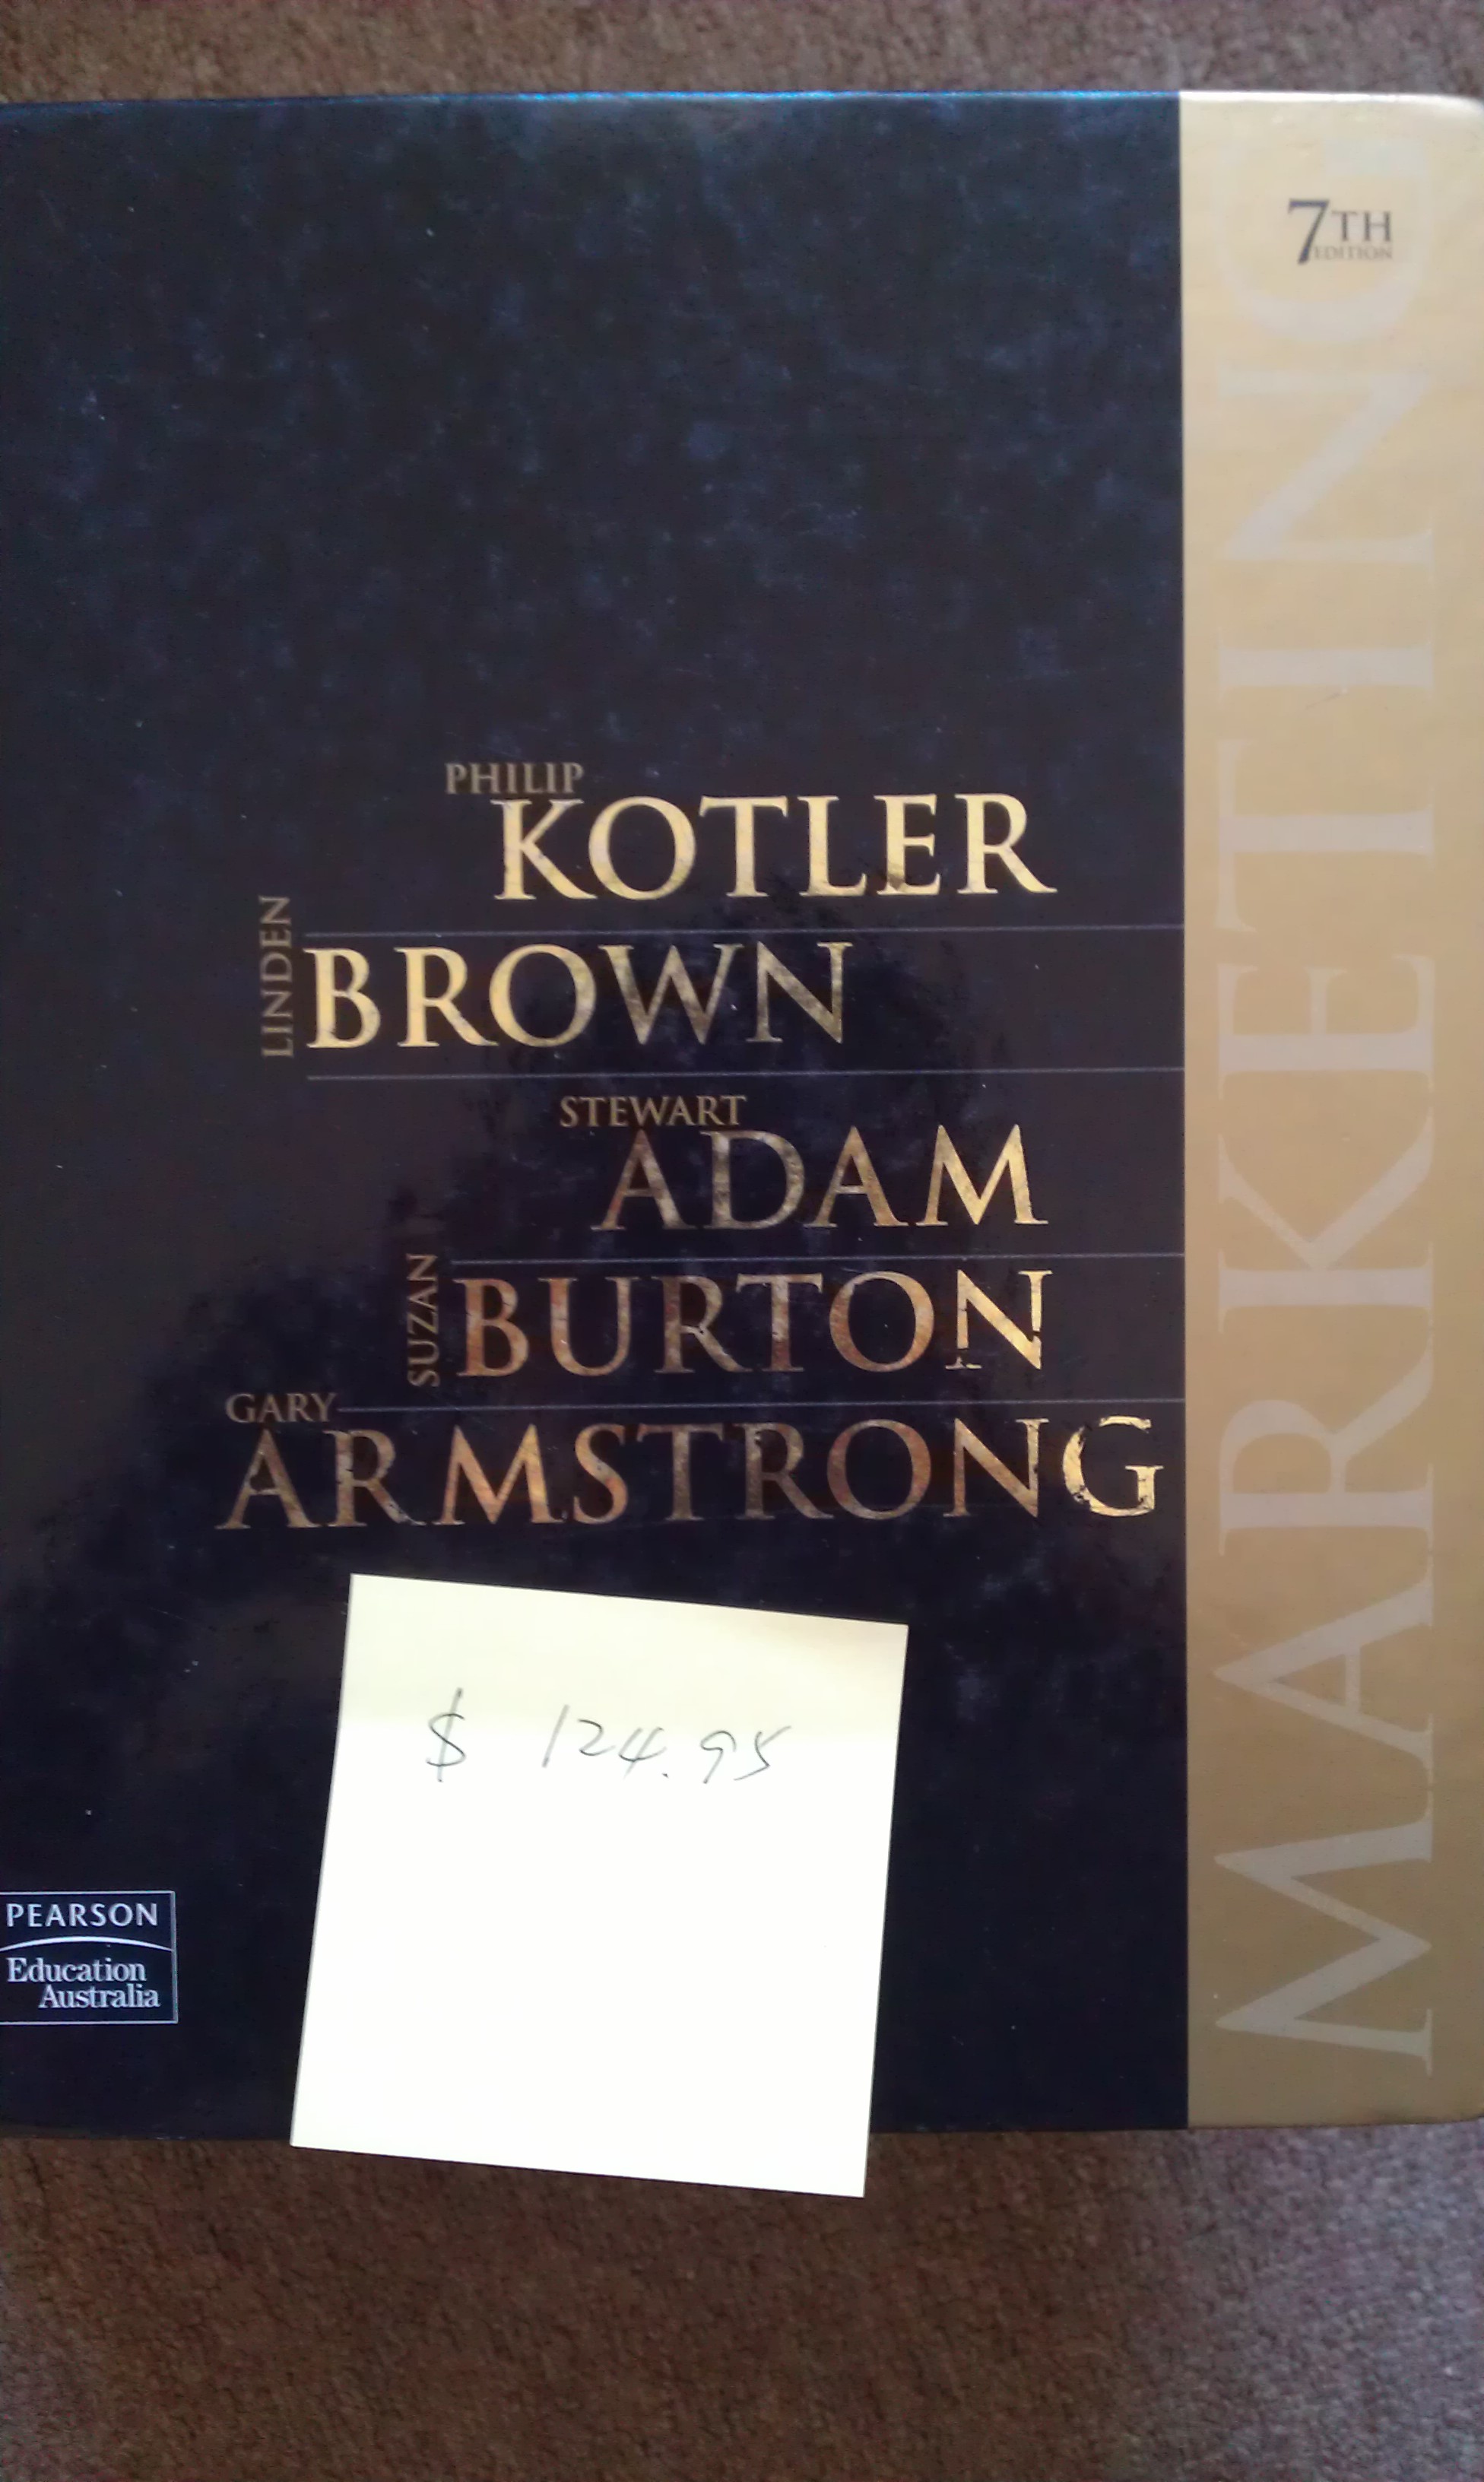 7TH
EDITION
MARKETING
PHILIP
KOTLER
LINDEN
BROWN
STEWART
ADAM
SUZAN
BURTON
GARY
ARMSTRONG
$ 124.95
PEARSON
Education
Australia